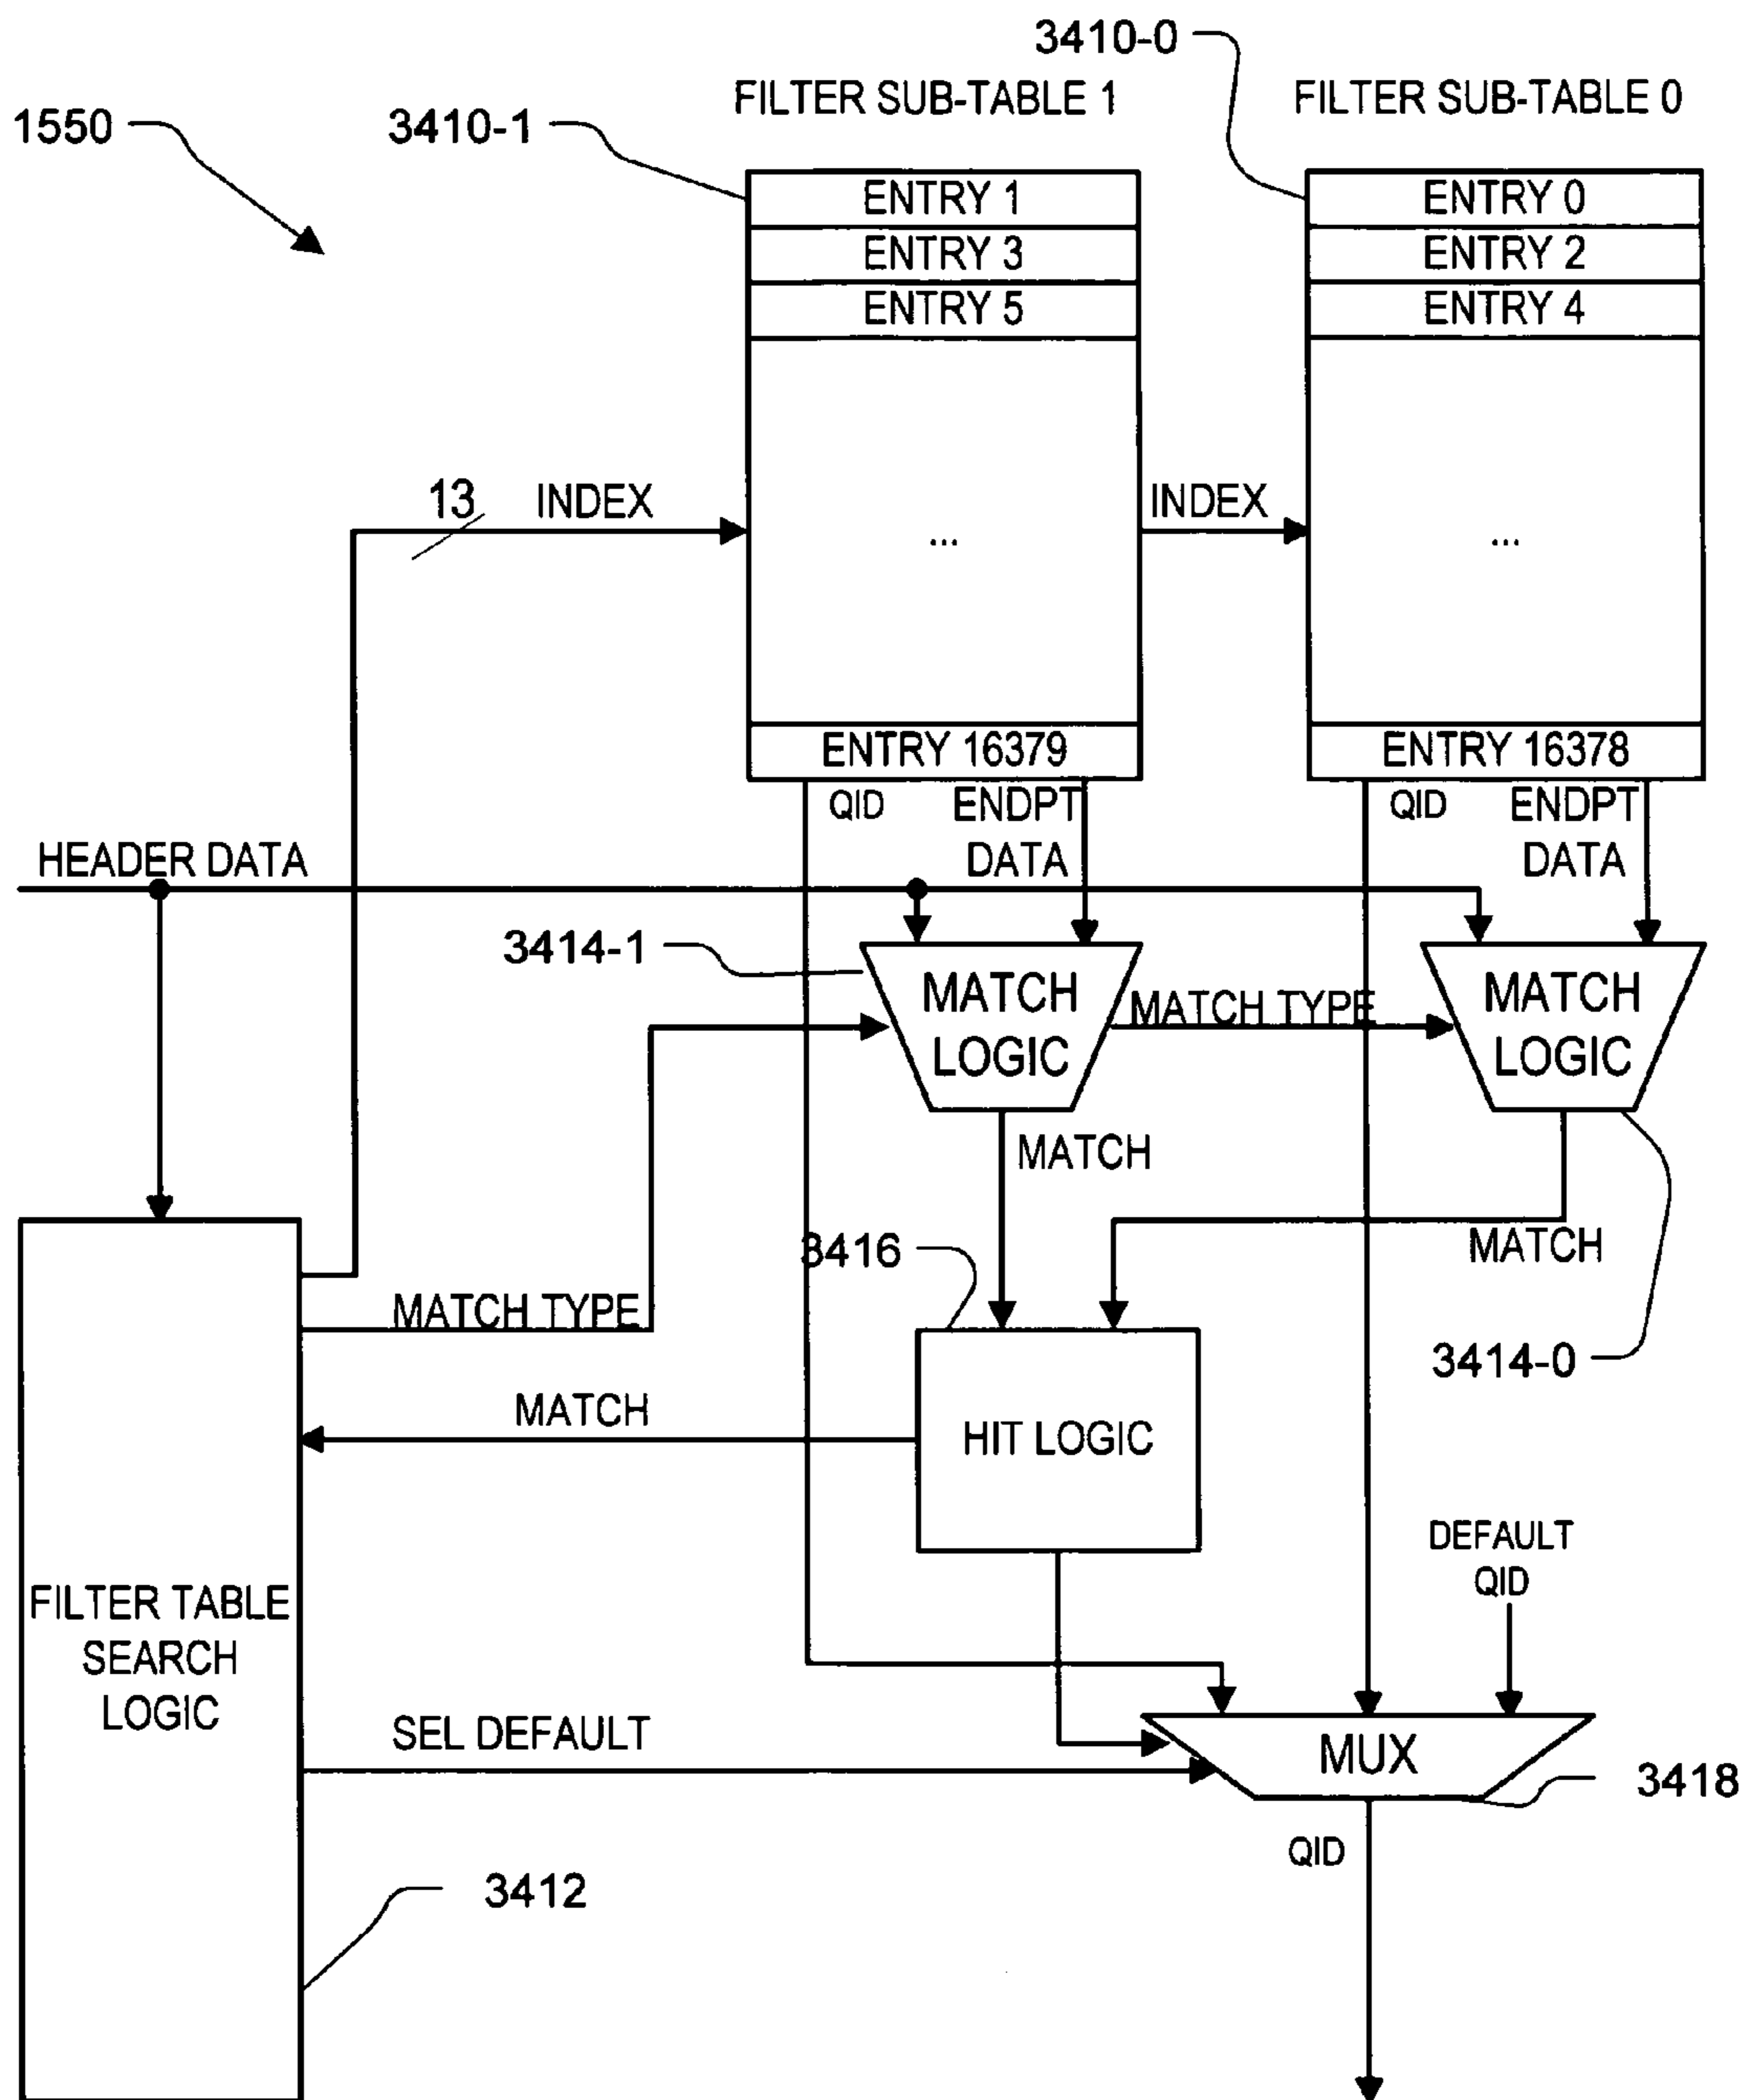 3410-0
FILTER SUB-TABLE 1
FILTER SUB-TABLE 0
1550
3410-1
ENTRY 1
ENTRY 0
ENTRY 3
ENTRY 2
ENTRY 5
ENTRY 4
13
INDEX
INDEX
...
...
ENTRY 16379
ENTRY 16378
QID
ENDPT
DATA
QID
ENDPT
DATA
HEADER DATA
3414-1
MATCH
LOGIC
MATCH TYPE
MATCH
LOGIC
MATCH
MATCH
3416
MATCH TYPE
3414-0
MATCH
HIT LOGIC
DEFAULT
QID
FILTER TABLE
SEARCH
LOGIC
SEL DEFAULT
MUX
3418
QID
3412